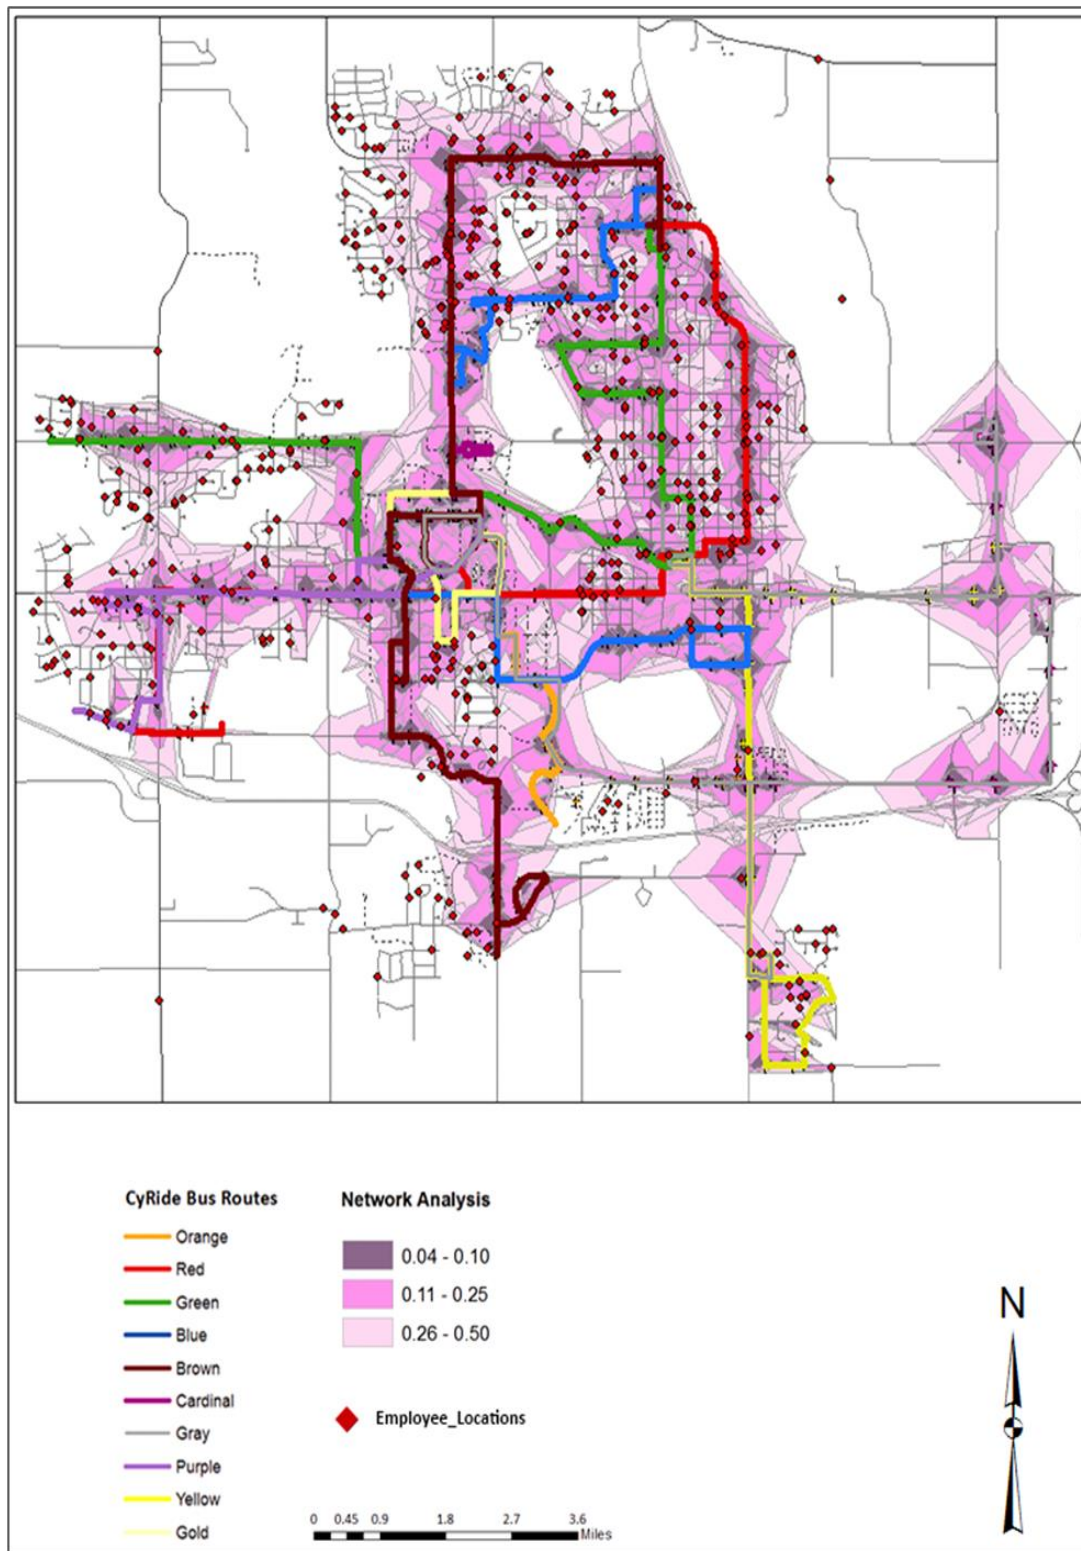 CyRide Bus Routes
Orange
Red
Green
Blue
Brown
Cardinal
Gray
Purple
Yellow
Gold
Network Analysis
0.04 - 0.10
0.11 - 0.25
0.26 - 0.50
Employee_Locations
N
0 0.45 0.9 1.8 2.7 3.6
Miles